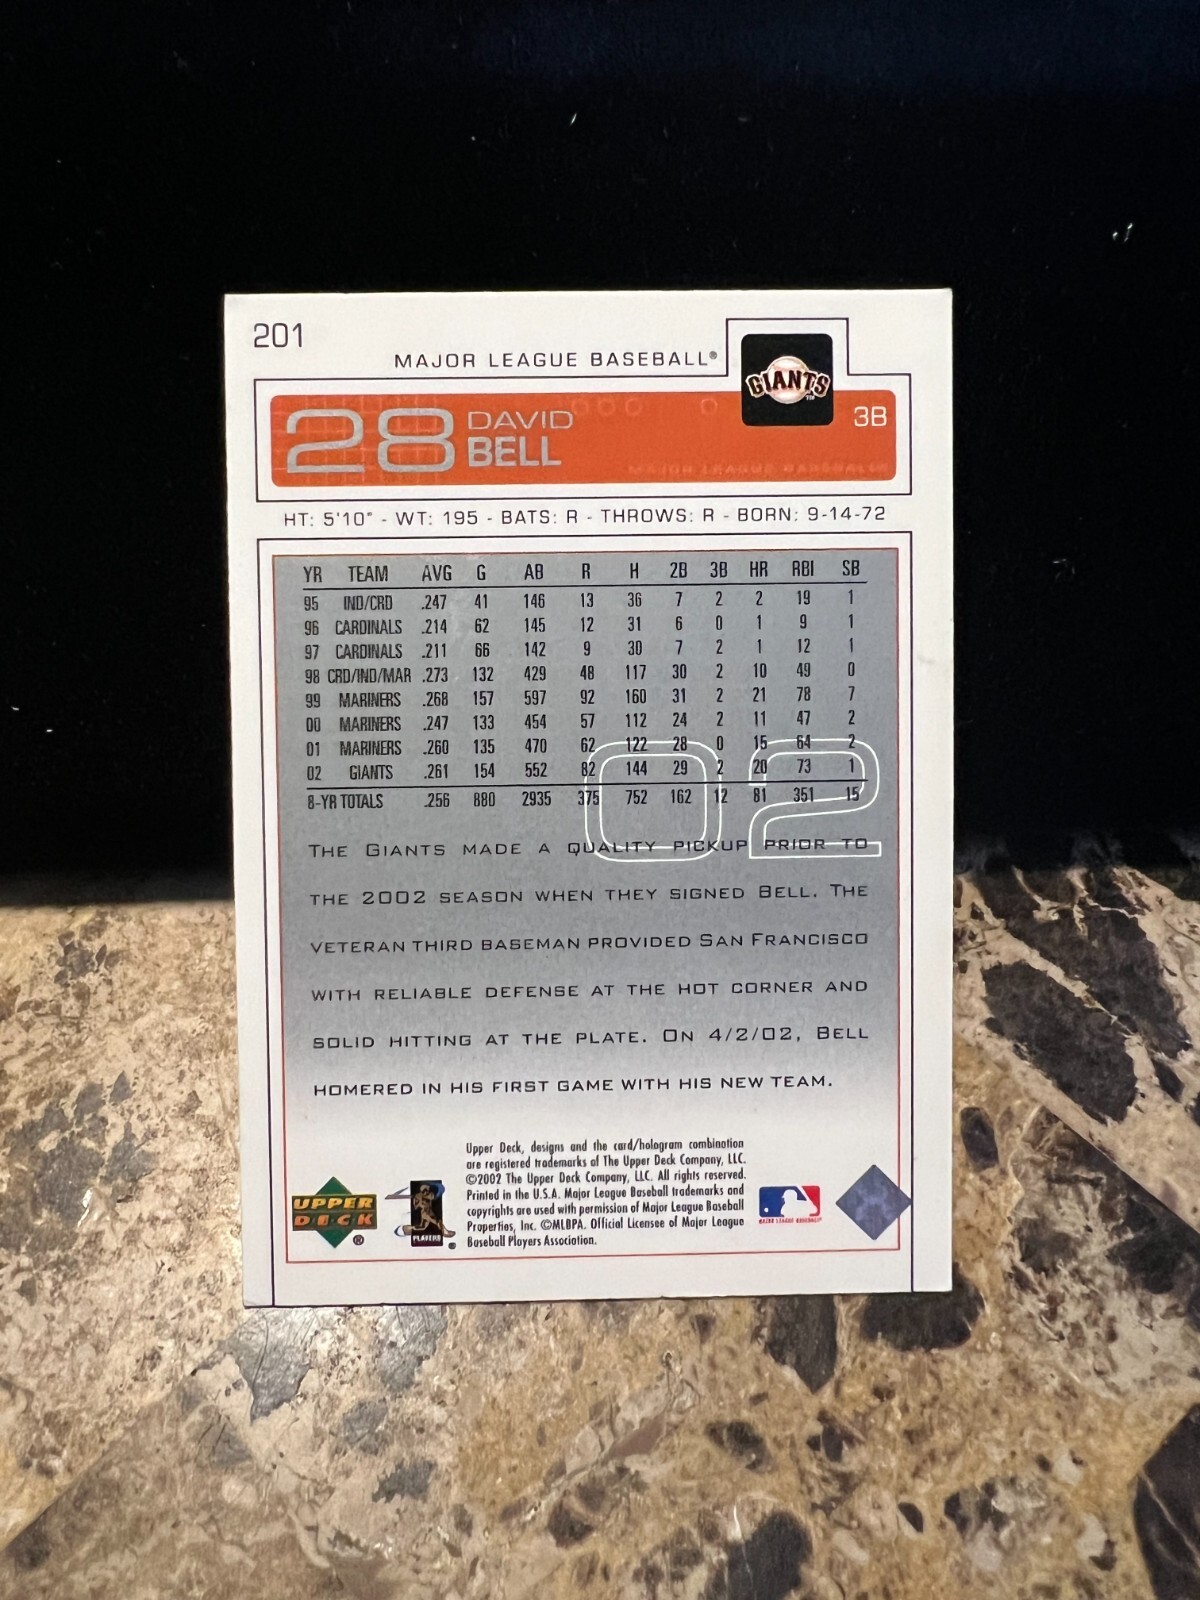 201
MAJOR LEAGUE BASEBALL®
GIANTS™
28 DAVID BELL
3B
MAJOR LEAGUE BASEBALL®
HT: 5'10" - WT: 195 - BATS: R - THROWS: R - BORN: 9-14-72
YR TEAM AVG G AB R H 2B 3B HR RBI SB
95 IND/CRD .247 41 146 13 36 7 2 2 19 1
96 CARDINALS .214 62 145 12 31 6 0 1 9 1
97 CARDINALS .211 66 142 9 30 7 2 1 12 1
98 CRD/IND/MAR .273 132 429 48 117 30 2 10 49 0
99 MARINERS .268 157 597 92 160 31 2 21 78 7
00 MARINERS .247 133 454 57 112 24 2 11 47 2
01 MARINERS .260 135 470 62 122 28 0 15 64 2
02 GIANTS .261 154 552 82 144 29 2 20 73 1
8-YR TOTALS .256 880 2935 375 752 162 12 81 351 15
02
THE GIANTS MADE A QUALITY PICKUP PRIOR TO
THE 2002 SEASON WHEN THEY SIGNED BELL. THE
VETERAN THIRD BASEMAN PROVIDED SAN FRANCISCO
WITH RELIABLE DEFENSE AT THE HOT CORNER AND
SOLID HITTING AT THE PLATE. ON 4/2/02, BELL
HOMERED IN HIS FIRST GAME WITH HIS NEW TEAM.
Upper Deck, designs and the card/hologram combination
are registered trademarks of The Upper Deck Company, LLC.
©2002 The Upper Deck Company, LLC. All rights reserved.
Printed in the U.S.A. Major League Baseball trademarks and
copyrights are used with permission of Major League Baseball
Properties, Inc. ©MLBPA. Official Licensee of Major League
Baseball Players Association.
UPPER
DECK
®
PLAYERS
MAJOR LEAGUE BASEBALL®